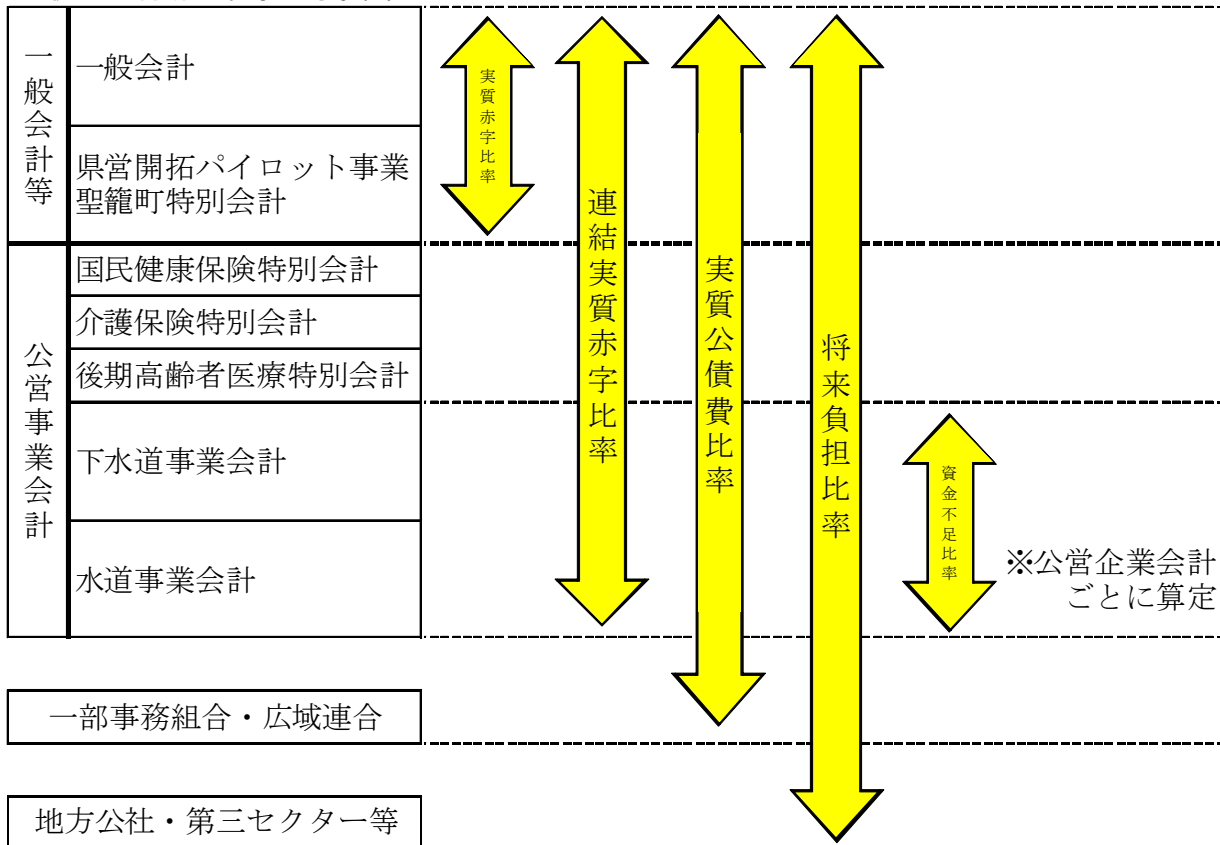 一般会計等
一般会計
県営開拓パイロット事業
聖籠町特別会計
公営事業会計
国民健康保険特別会計
介護保険特別会計
後期高齢者医療特別会計
下水道事業会計
水道事業会計
一部事務組合・広域連合
地方公社・第三セクター等
実質赤字比率
連結実質赤字比率
実質公債費比率
将来負担比率
資金不足比率
※公営企業会計
ごとに算定